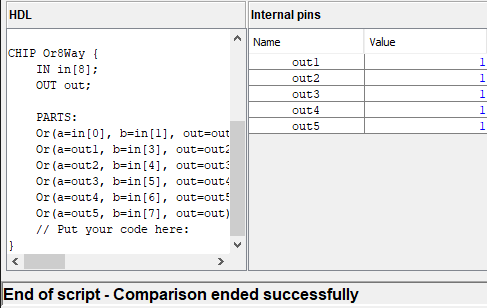 HDL
CHIP Or8Way {
IN in[8];
OUT out;
PARTS:
Or(a=in[0], b=in[1], out=out
Or(a=out1, b=in[3], out=out2
Or(a=out2, b=in[4], out=out3
Or(a=out3, b=in[5], out=out4
Or(a=out4, b=in[6], out=out5
Or(a=out5, b=in[7], out=out)
// Put your code here:
}
Internal pins
Name Value
out1 1
out2 1
out3 1
out4 1
out5 1
End of script - Comparison ended successfully